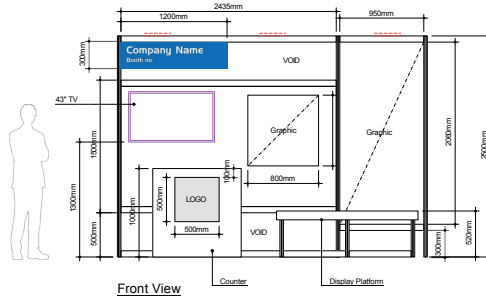 2435mm
950mm
1200mm
300mm
Company Name
Booth no.
VOID
43" TV
Graphic
Graphic
1500mm
1300mm
1000mm
500mm
100mm
500mm
LOGO
500mm
800mm
VOID
2060mm
2500mm
520mm
300mm
Front View
Counter
Display Platform